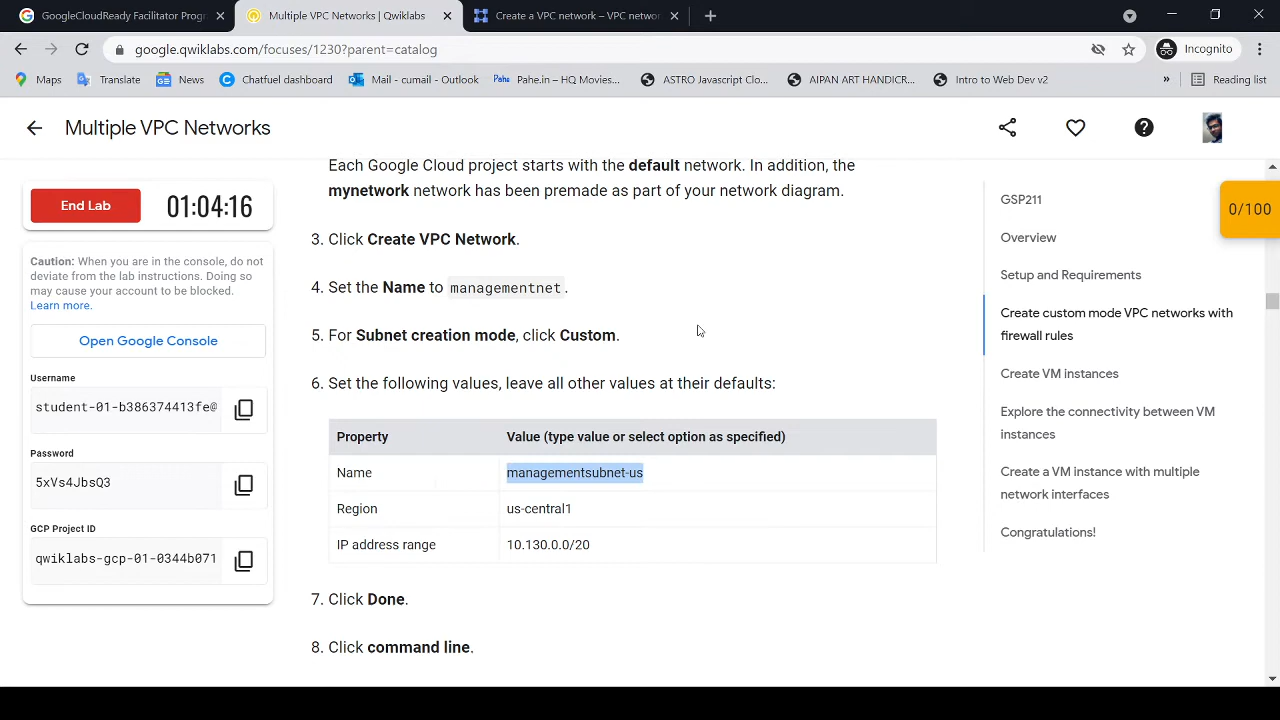 GoogleCloudReady Facilitator Progr
Multiple VPC Networks | Qwiklabs
Create a VPC network – VPC networ
google.qwiklabs.com/focuses/1230?parent=catalog
Incognito
Maps
Translate
News
Chatfuel dashboard
Mail - cumail - Outlook
Pahe.in – HQ Movies...
ASTRO Javascript Clo...
AIPAN ART(HANDICR...
Intro to Web Dev v2
»
Reading list
Multiple VPC Networks
End Lab
01:04:16
Caution: When you are in the console, do not
deviate from the lab instructions. Doing so
may cause your account to be blocked.
Learn more.
Open Google Console
Username
student-01-b386374413fe@
Password
5xVs4JbsQ3
GCP Project ID
qwiklabs-gcp-01-0344b071
Each Google Cloud project starts with the default network. In addition, the
mynetwork network has been premade as part of your network diagram.
3. Click Create VPC Network.
4. Set the Name to managementnet.
5. For Subnet creation mode, click Custom.
6. Set the following values, leave all other values at their defaults:
Property Value (type value or select option as specified)
Name managementsubnet-us
Region us-central1
IP address range 10.130.0.0/20
7. Click Done.
8. Click command line.
GSP211
Overview
Setup and Requirements
Create custom mode VPC networks with
firewall rules
Create VM instances
Explore the connectivity between VM
instances
Create a VM instance with multiple
network interfaces
Congratulations!
0/100